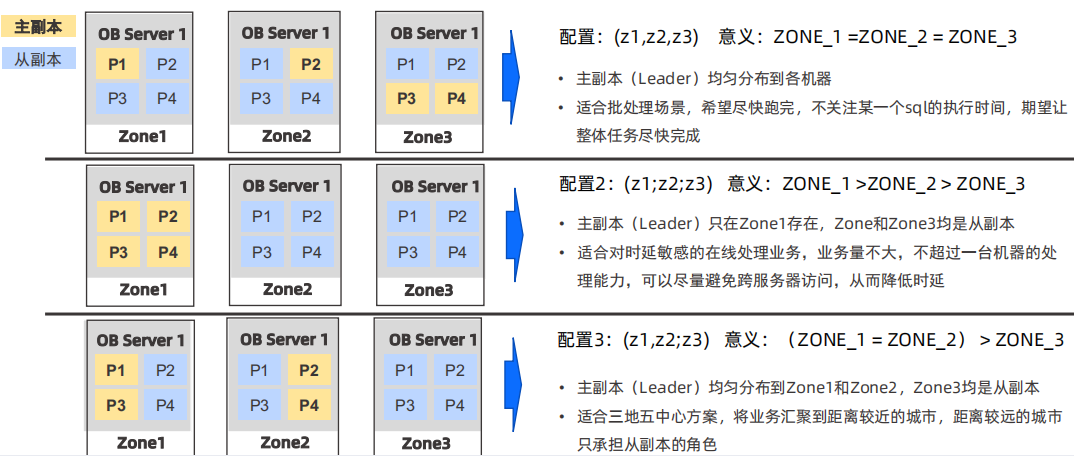 主副本
从副本
OB Server 1
P1 P2
P3 P4
Zone1
OB Server 1
P1 P2
P3 P4
Zone2
OB Server 1
P1 P2
P3 P4
Zone3
配置：(z1,z2,z3) 意义：ZONE_1 =ZONE_2 = ZONE_3
• 主副本（Leader）均匀分布到各机器
• 适合批处理场景，希望尽快跑完，不关注某一个sql的执行时间，期望让
整体任务尽快完成
OB Server 1
P1 P2
P3 P4
Zone1
OB Server 1
P1 P2
P3 P4
Zone2
OB Server 1
P1 P2
P3 P4
Zone3
配置2：(z1;z2;z3) 意义：ZONE_1 >ZONE_2 > ZONE_3
• 主副本（Leader）只在Zone1存在，Zone和Zone3均是从副本
• 适合对时延敏感的在线处理业务，业务量不大，不超过一台机器的处
理能力，可以尽量避免跨服务器访问，从而降低时延
OB Server 1
P1 P2
P3 P4
Zone1
OB Server 1
P1 P2
P3 P4
Zone2
OB Server 1
P1 P2
P3 P4
Zone3
配置3：(z1,z2;z3) 意义：（ZONE_1 = ZONE_2）> ZONE_3
• 主副本（Leader）均匀分布到Zone1和Zone2，Zone3均是从副本
• 适合三地五中心方案，将业务汇聚到距离较近的城市，距离较远的城市
只承担从副本的角色